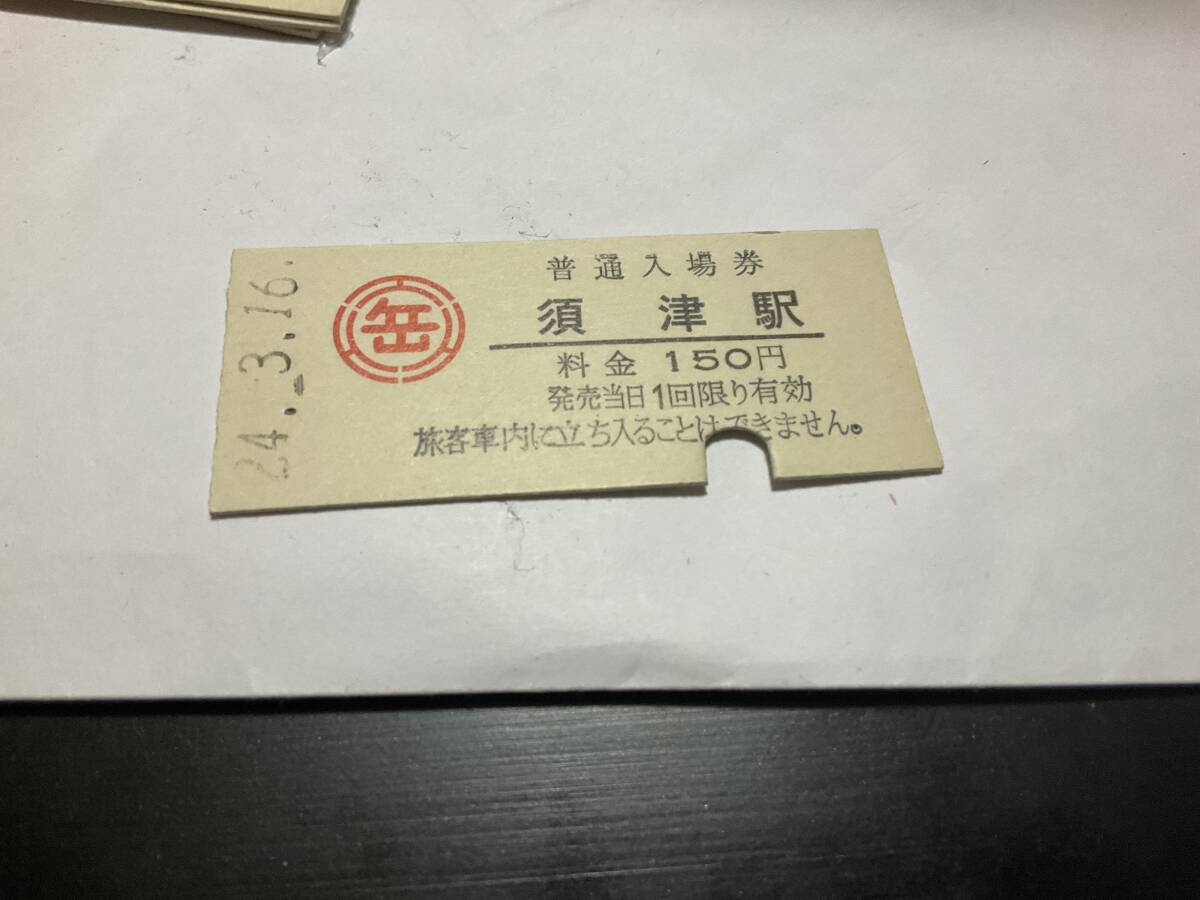 24.-3.16.
岳
普通入場券
須津駅
料金 150円
発売当日1回限り有効
旅客車内に立ち入ることはできません。